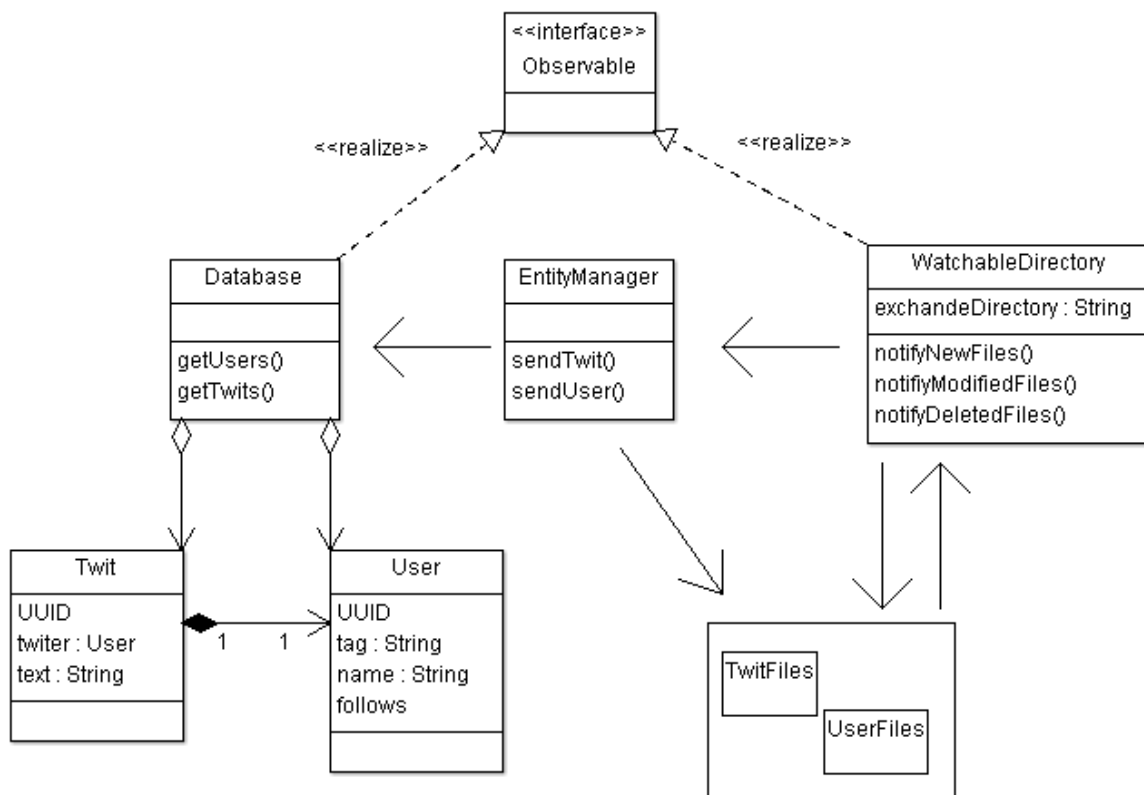 <<interface>>
Observable
<<realize>>
<<realize>>
Database
getUsers()
getTwits()
EntityManager
sendTwit()
sendUser()
WatchableDirectory
exchandeDirectory : String
notifyNewFiles()
notifiyModifiedFiles()
notifyDeletedFiles()
Twit
UUID
twiter : User
text : String
1
1
User
UUID
tag : String
name : String
follows
TwitFiles
UserFiles